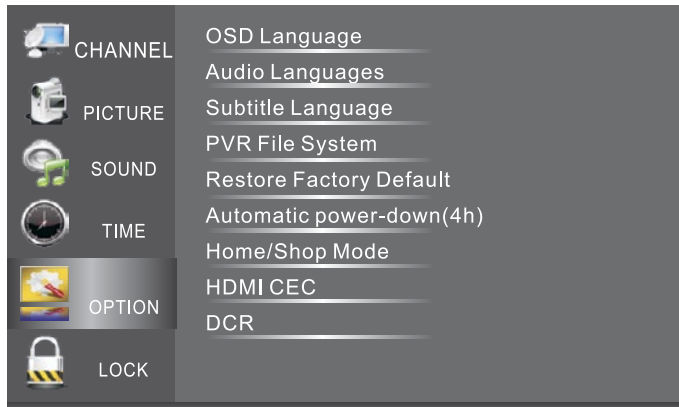 CHANNEL
PICTURE
SOUND
TIME
OPTION
LOCK
OSD Language
Audio Languages
Subtitle Language
PVR File System
Restore Factory Default
Automatic power-down(4h)
Home/Shop Mode
HDMI CEC
DCR